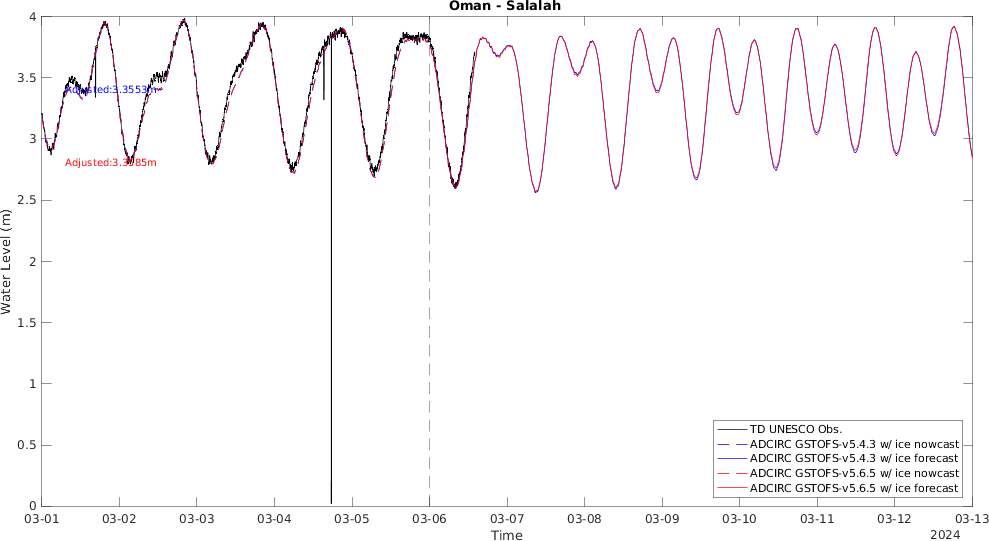 Oman - Salalah
4
3.5
3
2.5
2
1.5
1
0.5
0
Water Level (m)
Adjusted:3.3553m
Adjusted:3.3185m
TD UNESCO Obs.
ADCIRC GSTOFS-v5.4.3 w/ ice nowcast
ADCIRC GSTOFS-v5.4.3 w/ ice forecast
ADCIRC GSTOFS-v5.6.5 w/ ice nowcast
ADCIRC GSTOFS-v5.6.5 w/ ice forecast
03-01 03-02 03-03 03-04 03-05 03-06 03-07 03-08 03-09 03-10 03-11 03-12 03-13
Time
2024